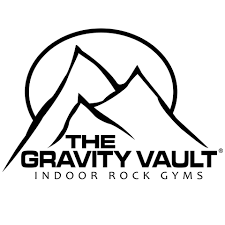 THE
GRAVITY VAULT®
INDOOR ROCK GYMS